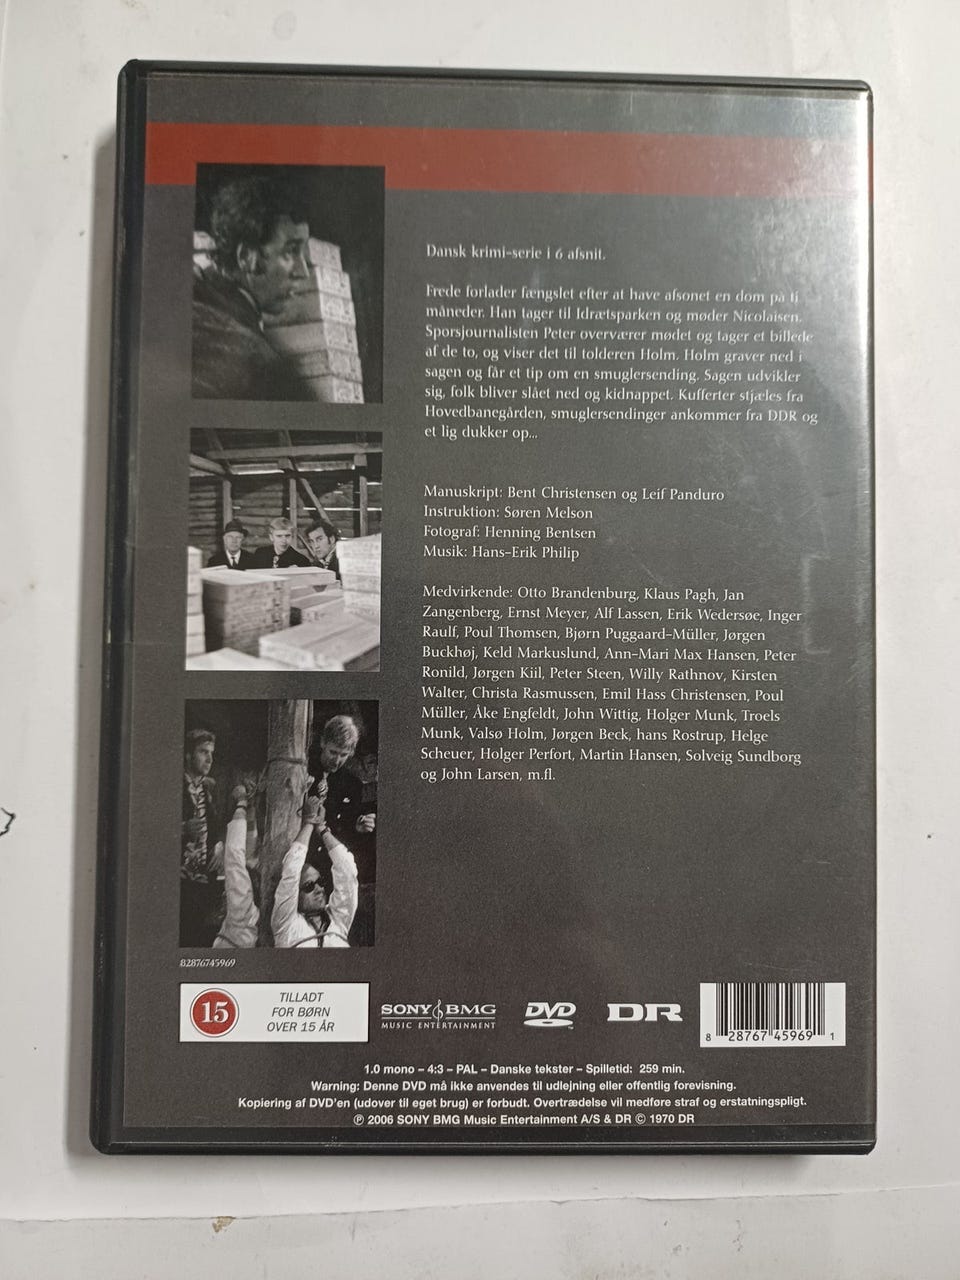 Dansk krimi-serie i 6 afsnit.
Frede forlader fængslet efter at have afsonet en dom på ti
måneder. Han tager til Idrætsparken og møder Nicolaisen.
Sporsjournalisten Peter overværer mødet og tager et billede
af de to, og viser det til tolderen Holm. Holm graver ned i
sagen og får et tip om en smuglersending. Sagen udvikler
sig, folk bliver slået ned og kidnappet. Kufferter stjæles fra
Hovedbanegården, smuglersendinger ankommer fra DDR og
et lig dukker op...
Manuskript: Bent Christensen og Leif Panduro
Instruktion: Søren Melson
Fotograf: Henning Bentsen
Musik: Hans-Erik Philip
Medvirkende: Otto Brandenburg, Klaus Pagh, Jan
Zangenberg, Ernst Meyer, Alf Lassen, Erik Wedersøe, Inger
Raulf, Poul Thomsen, Bjørn Puggaard-Müller, Jørgen
Buckhøj, Keld Markuslund, Ann-Mari Max Hansen, Peter
Ronild, Jørgen Kiil, Peter Steen, Willy Rathnov, Kirsten
Walter, Christa Rasmussen, Emil Hass Christensen, Poul
Müller, Åke Engfeldt, John Wittig, Holger Munk, Troels
Munk, Valsø Holm, Jørgen Beck, hans Rostrup, Helge
Scheuer, Holger Perfort, Martin Hansen, Solveig Sundborg
og John Larsen, m.fl.
82876745969
15
TILLADT
FOR BØRN
OVER 15 ÅR
SONY BMG
MUSIC ENTERTAINMENT
DVD
DR
8 28767 45969 1
1.0 mono – 4:3 – PAL – Danske tekster – Spilletid: 259 min.
Warning: Denne DVD må ikke anvendes til udlejning eller offentlig forevisning.
Kopiering af DVD'en (udover til eget brug) er forbudt. Overtrædelse vil medføre straf og erstatningspligt.
℗ 2006 SONY BMG Music Entertainment A/S & DR © 1970 DR